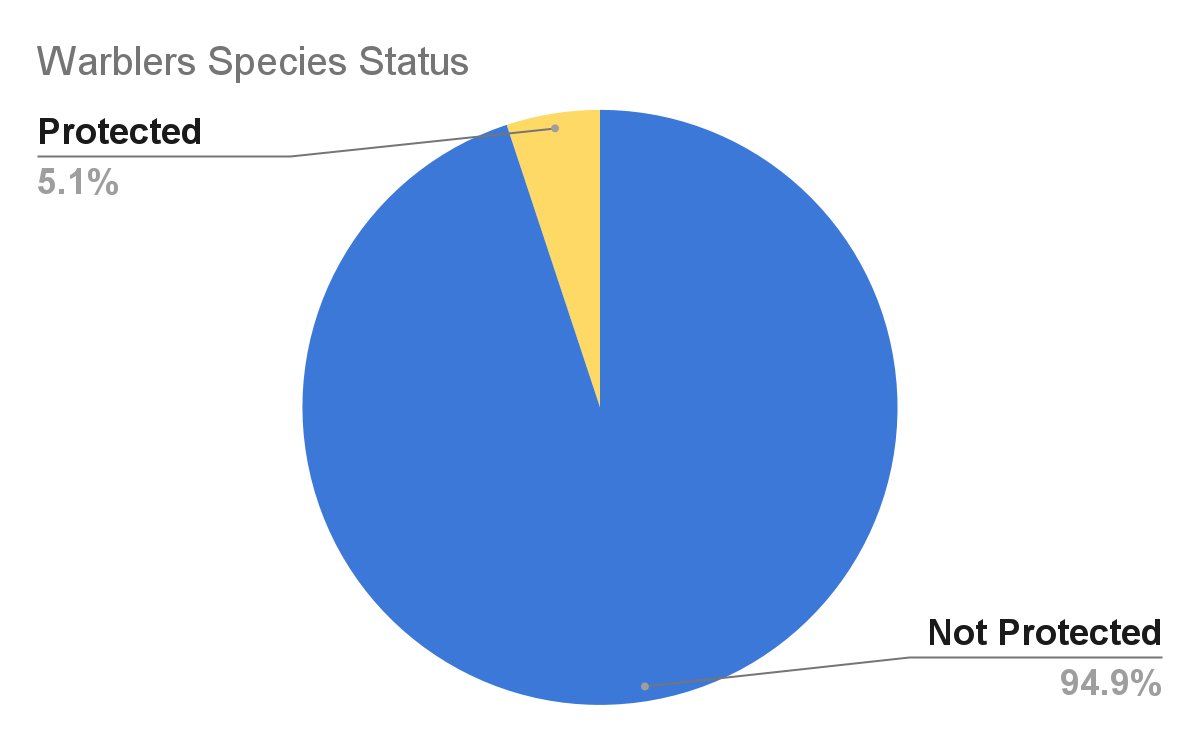 Warblers Species Status
Protected
5.1%
Not Protected
94.9%